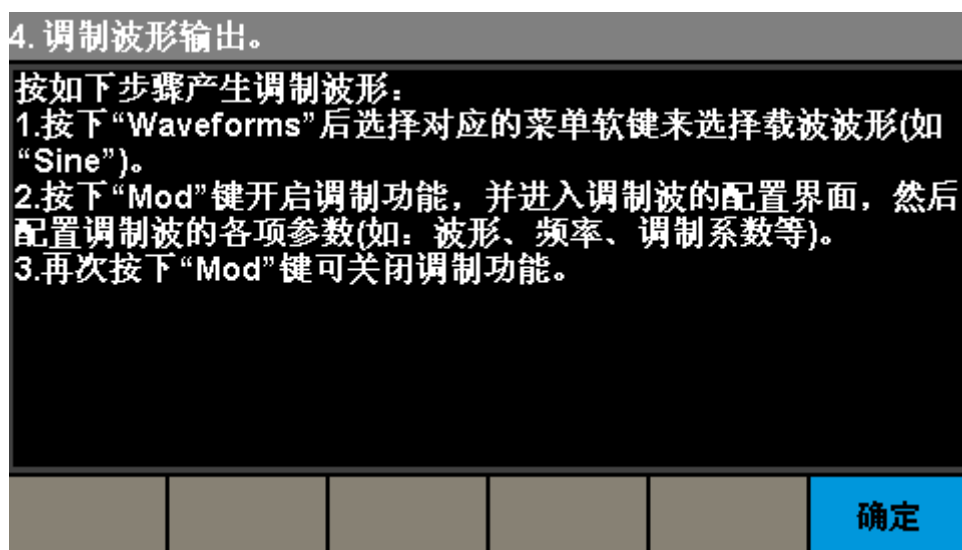 4.调制波形输出。
按如下步骤产生调制波形：
1.按下“Waveforms”后选择对应的菜单软键来选择载波波形(如
“Sine”)。
2.按下“Mod”键开启调制功能，并进入调制波的配置界面，然后
配置调制波的各项参数(如：波形、频率、调制系数等)。
3.再次按下“Mod”键可关闭调制功能。
确定